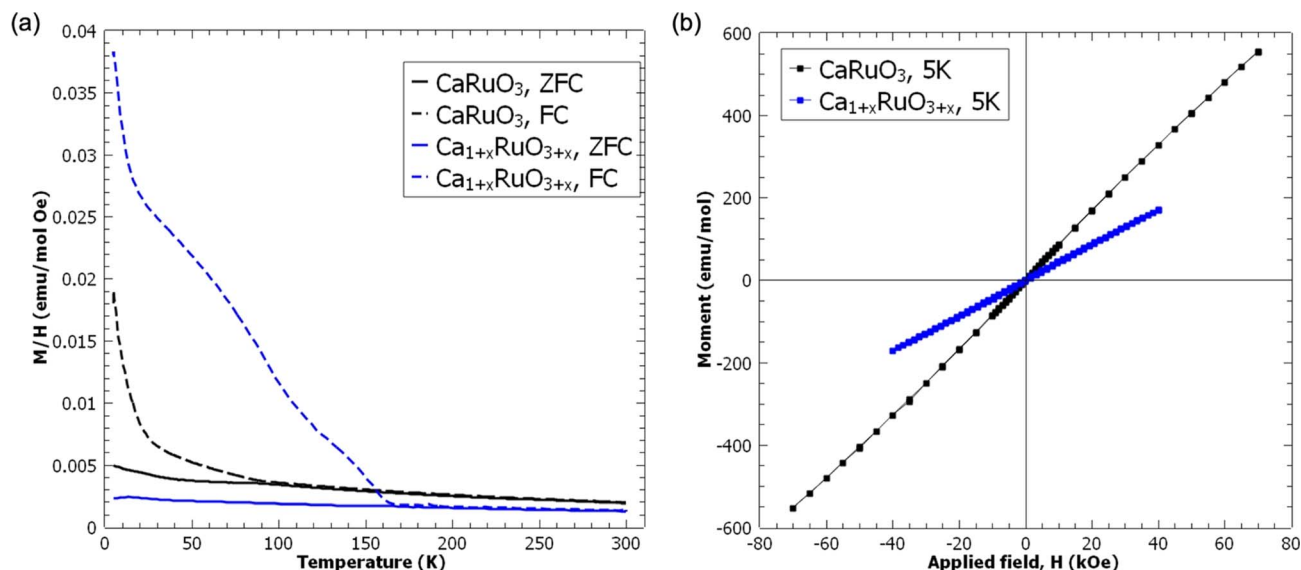 (a)
0.04
0.035
0.03
0.025
0.02
0.015
0.01
0.005
0
M/H (emu/mol Oe)
CaRuO₃, ZFC
CaRuO₃, FC
Ca₁₊ₓRuO₃₊ₓ, ZFC
Ca₁₊ₓRuO₃₊ₓ, FC
0 50 100 150 200 250 300
Temperature (K)
(b)
600
400
200
0
-200
-400
-600
Moment (emu/mol)
CaRuO₃, 5K
Ca₁₊ₓRuO₃₊ₓ, 5K
-80 -60 -40 -20 0 20 40 60 80
Applied field, H (kOe)